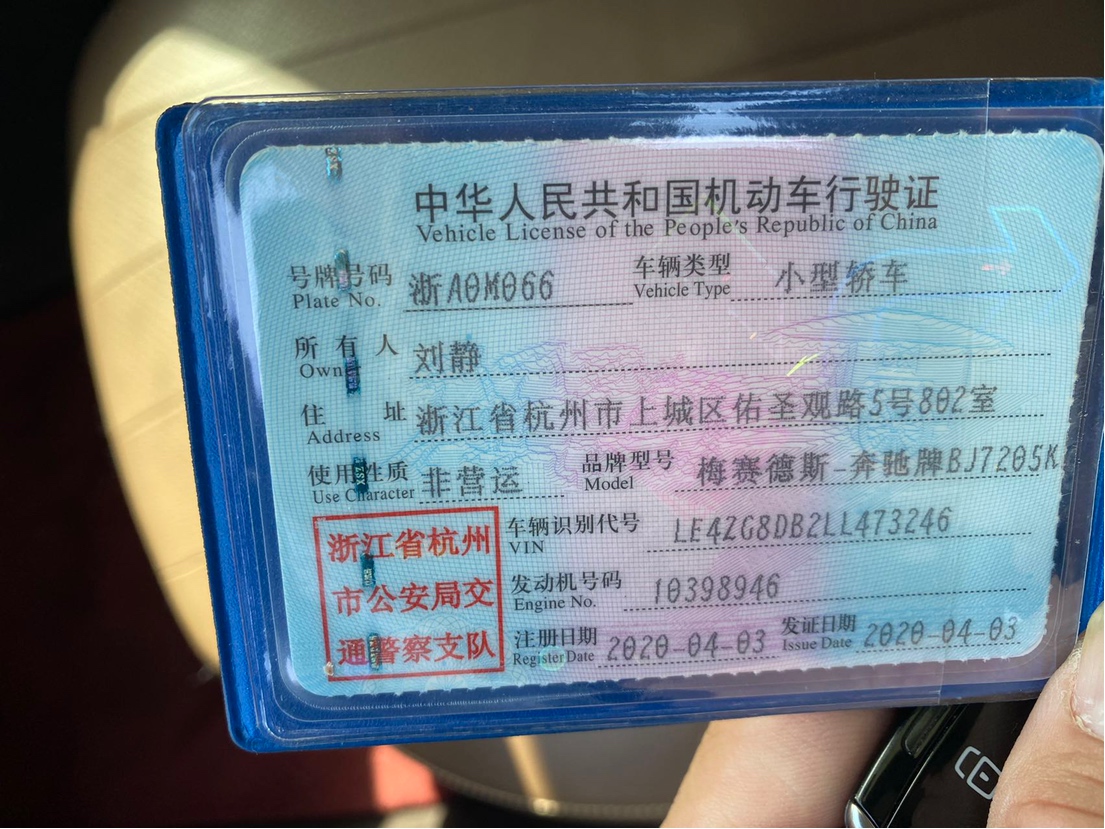 中华人民共和国机动车行驶证
Vehicle License of the People's Republic of China
号牌号码 浙A0M066 车辆类型 小型轿车
Plate No. Vehicle Type
所有人 刘静
Owner
住址 浙江省杭州市上城区佑圣观路5号802室
Address
使用性质 非营运 品牌型号 梅赛德斯-奔驰牌BJ7205K
Use Character Model
浙江省杭州 车辆识别代号 LE4ZG8DB2LL473246
VIN
市公安局交 发动机号码 10398946
Engine No.
通警察支队 注册日期 2020-04-03 发证日期 2020-04-03
Register Date Issue Date